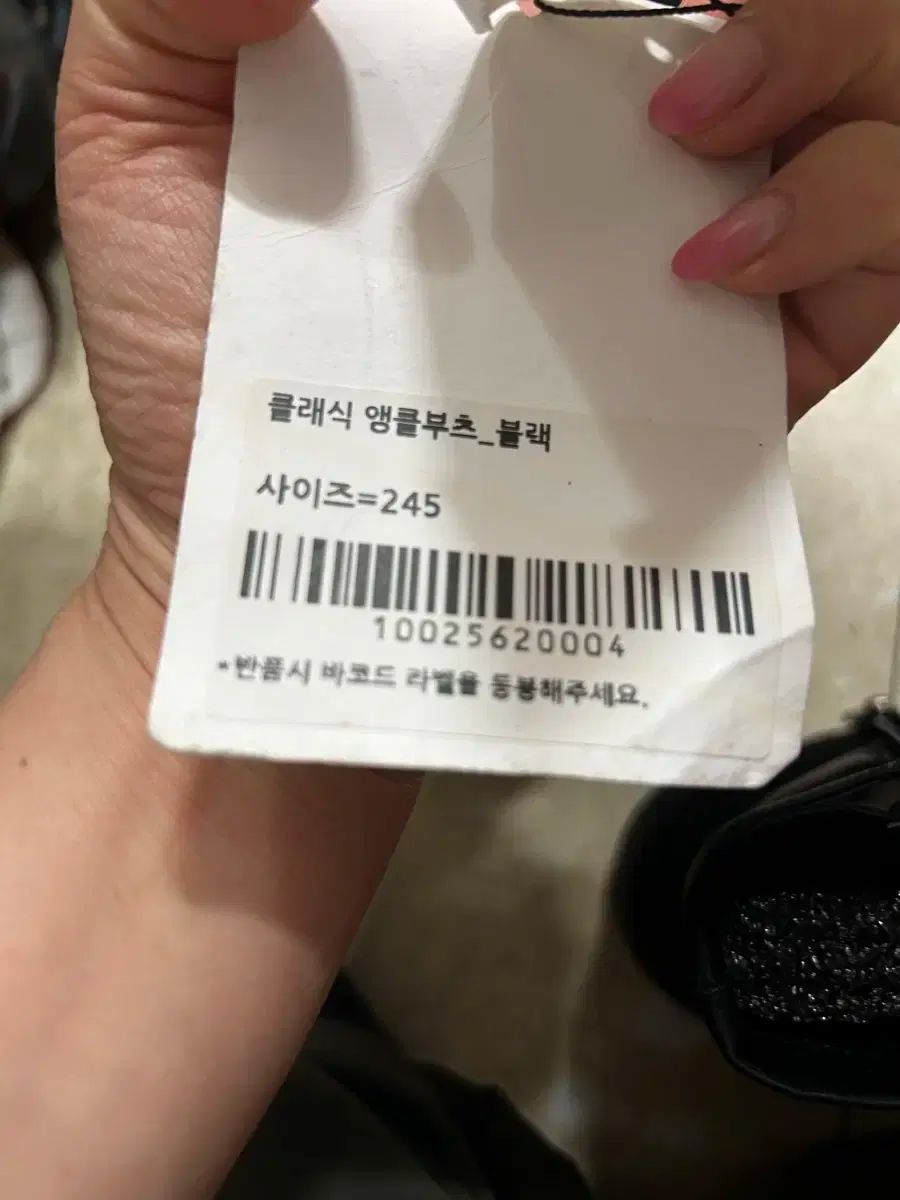 클래식 앵클부츠_블랙
사이즈=245
10025620004
*반품시 바코드 라벨을 동봉해주세요.